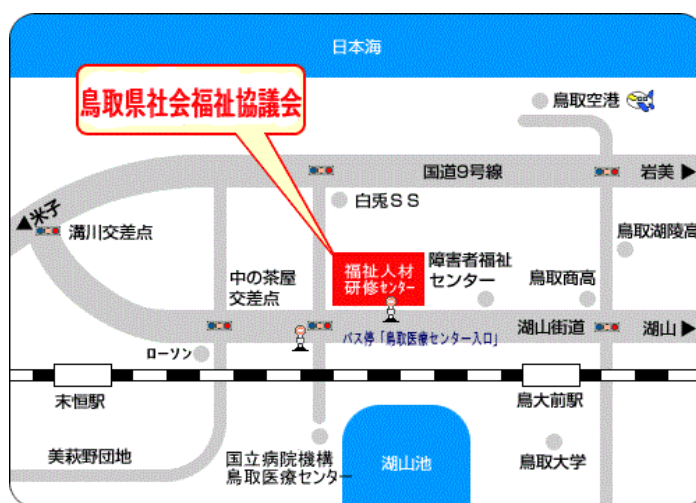 日本海
鳥取県社会福祉協議会
鳥取空港
国道9号線
岩美▶
▲米子
白兎SS
溝川交差点
鳥取湖陵高
福祉人材
研修センター
障害者福祉
センター
中の茶屋
交差点
鳥取商高
湖山街道
湖山▶
バス停「鳥取医療センター入口」
ローソン
末恒駅
鳥大前駅
美萩野団地
国立病院機構
鳥取医療センター
湖山池
鳥取大学